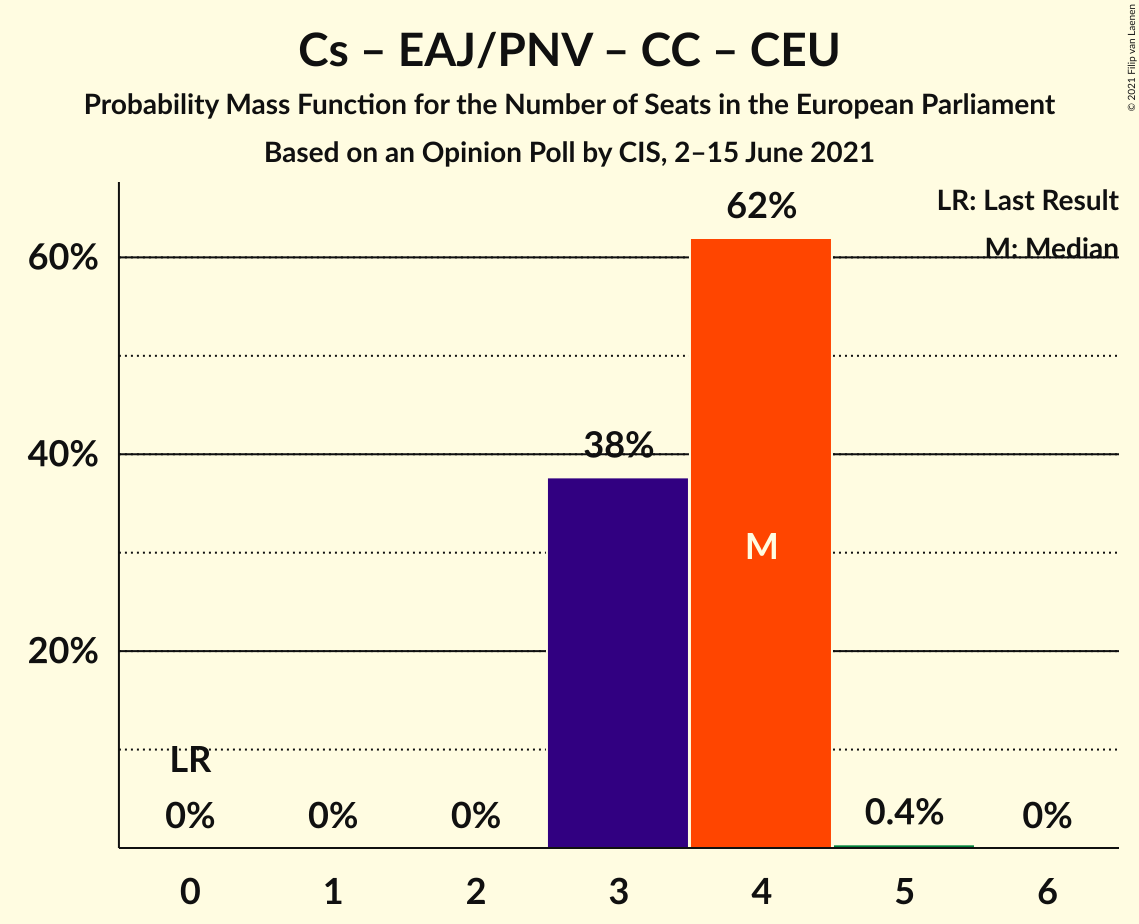 Cs – EAJ/PNV – CC – CEU
Probability Mass Function for the Number of Seats in the European Parliament
Based on an Opinion Poll by CIS, 2–15 June 2021
© 2021 Filip van Laenen
LR: Last Result
M: Median
62%
60%
38%
40%
M
20%
LR
0%
0%
0%
0.4%
0%
0
1
2
3
4
5
6